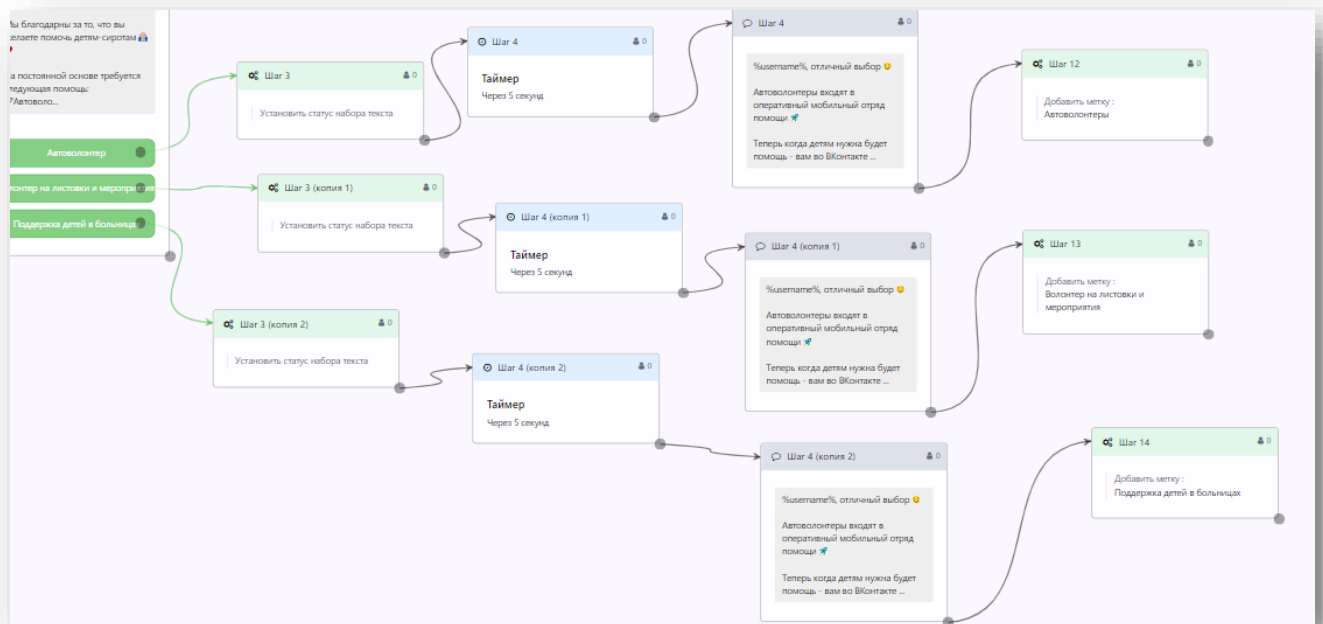 Мы благодарны за то, что вы
желаете помочь детям-сиротам
На постоянной основе требуется
следующая помощь:
Автоволо...
Автоволонтер
лонтер на листовки и мероприятия
Поддержка детей в больницах
Шаг 3
0
Установить статус набора текста
Шаг 4
0
Таймер
Через 5 секунд
Шаг 4
0
%username%, отличный выбор
Автоволонтеры входят в
оперативный мобильный отряд
помощи
Теперь когда детям нужна будет
помощь - вам во ВКонтакте ...
Шаг 12
0
Добавить метку :
Автоволонтеры
Шаг 3 (копия 1)
0
Установить статус набора текста
Шаг 4 (копия 1)
0
Таймер
Через 5 секунд
Шаг 4 (копия 1)
0
%username%, отличный выбор
Автоволонтеры входят в
оперативный мобильный отряд
помощи
Теперь когда детям нужна будет
помощь - вам во ВКонтакте ...
Шаг 13
0
Добавить метку :
Волонтер на листовки и
мероприятия
Шаг 3 (копия 2)
0
Установить статус набора текста
Шаг 4 (копия 2)
0
Таймер
Через 5 секунд
Шаг 4 (копия 2)
0
%username%, отличный выбор
Автоволонтеры входят в
оперативный мобильный отряд
помощи
Теперь когда детям нужна будет
помощь - вам во ВКонтакте ...
Шаг 14
0
Добавить метку :
Поддержка детей в больницах